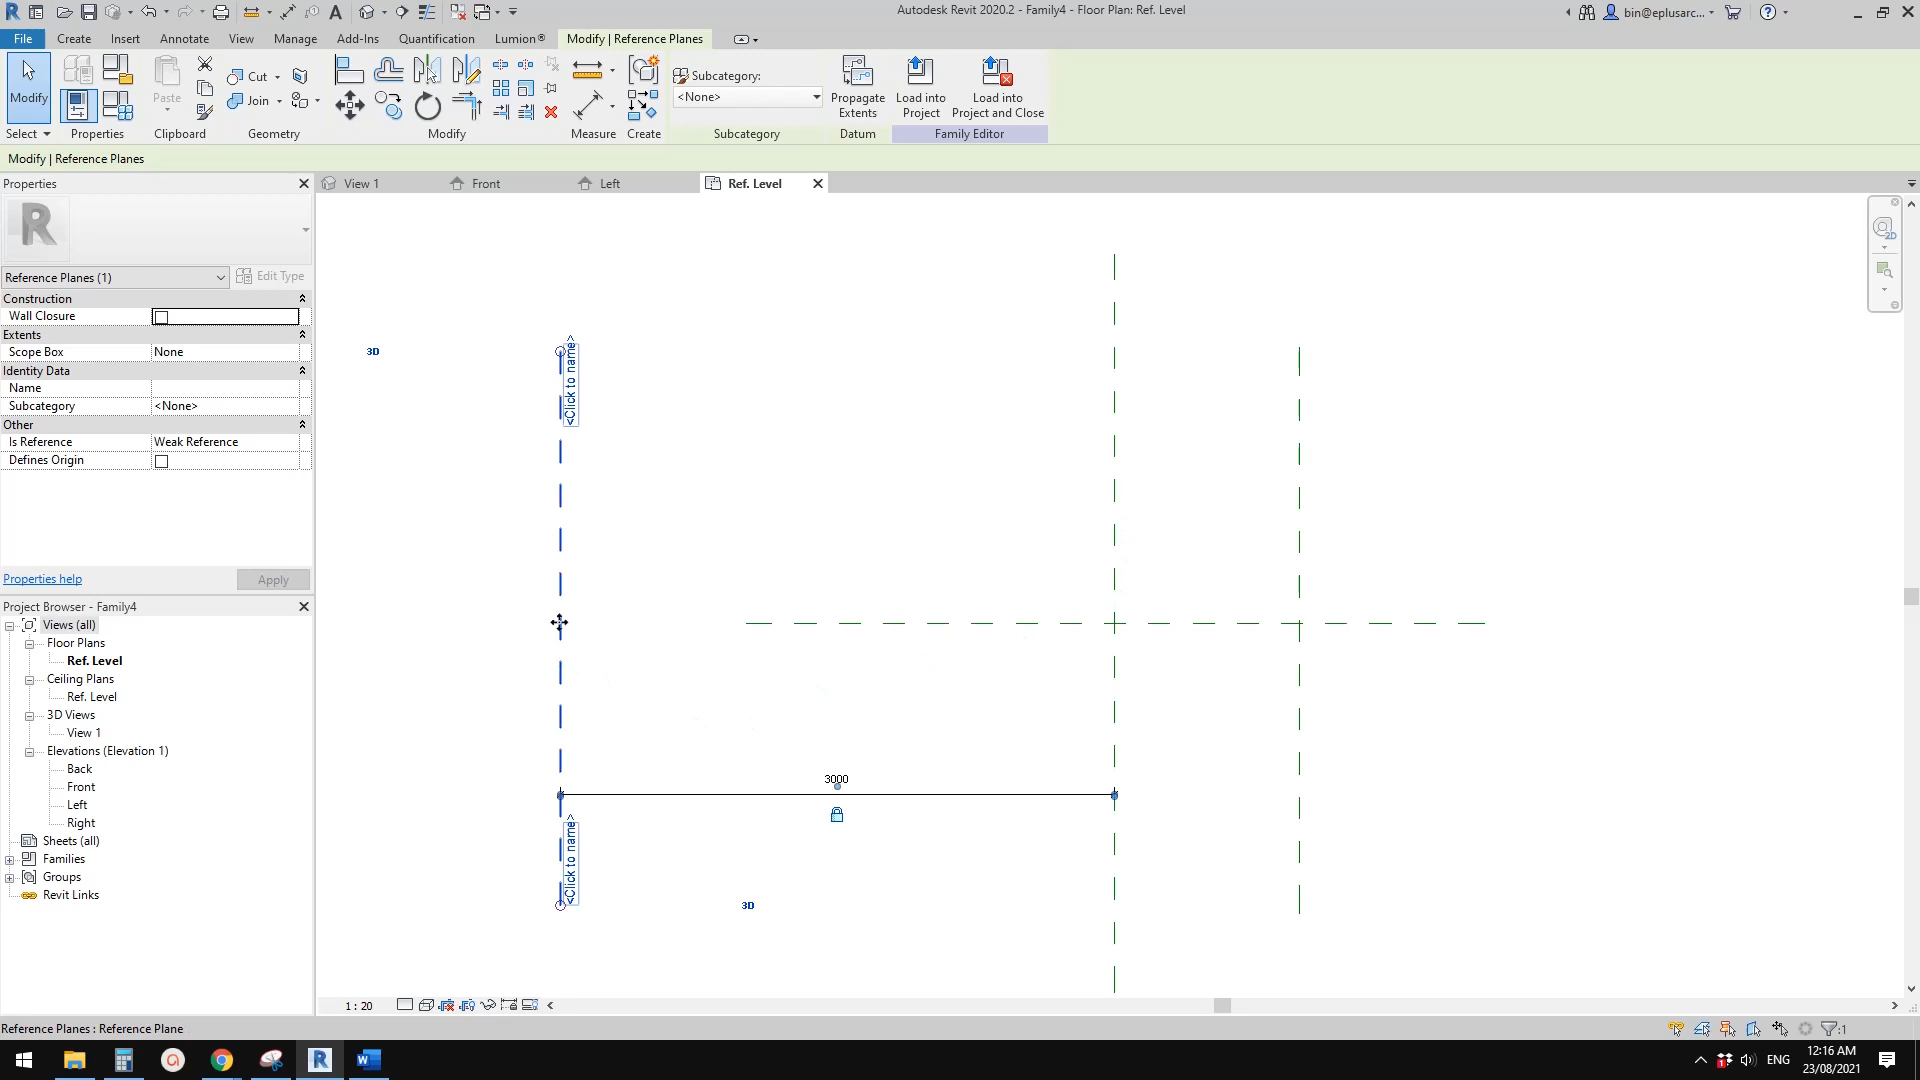 Autodesk Revit 2020.2 - Family4 - Floor Plan: Ref. Level
bin@eplusarc...
File
Create
Insert
Annotate
View
Manage
Add-Ins
Quantification
Lumion®
Modify | Reference Planes
Modify
Paste
Cut
Join
Subcategory:
<None>
Propagate
Extents
Load into
Project
Load into
Project and Close
Select
Properties
Clipboard
Geometry
Modify
Measure
Create
Subcategory
Datum
Family Editor
Modify | Reference Planes
Properties
View 1
Front
Left
Ref. Level
2D
R
Reference Planes (1)
Edit Type
Construction
Wall Closure
Extents
Scope Box
None
Identity Data
Name
Subcategory
<None>
Other
Is Reference
Weak Reference
Defines Origin
Properties help
Apply
3D
<Click to name>
3000
<Click to name>
3D
Project Browser - Family4
Views (all)
Floor Plans
Ref. Level
Ceiling Plans
Ref. Level
3D Views
View 1
Elevations (Elevation 1)
Back
Front
Left
Right
Sheets (all)
Families
Groups
Revit Links
1 : 20
Reference Planes : Reference Plane
:1
ENG
12:16 AM
23/08/2021